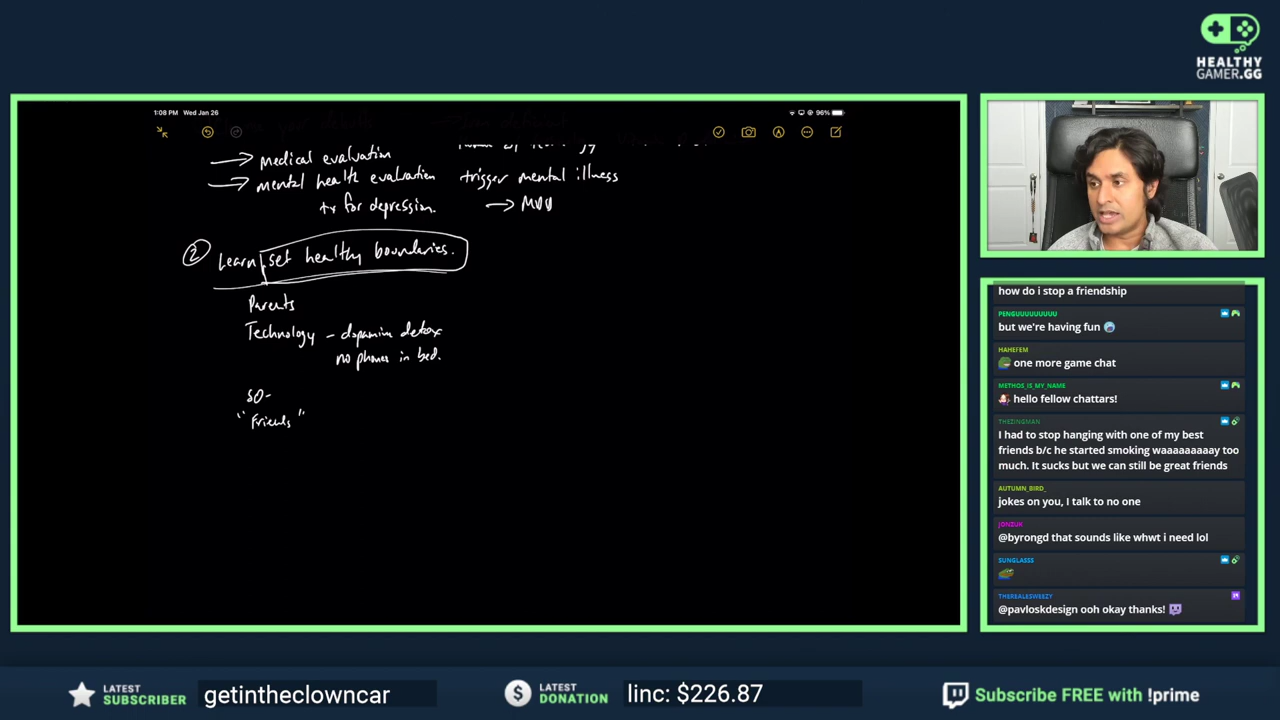 HEALTHY
GAMER.GG
1:08 PM Wed Jan 26
96%
→ medical evaluation
→ mental health evaluation
trigger mental illness
tx for depression.
→ MDD
② Learn set healthy boundaries.
Parents
Technology - dopamine detox
no phones in bed.
SO-
"Friends"
how do i stop a friendship
PENGUUUUUUUUU
but we're having fun
HAHEFEM
one more game chat
METHOS_IS_MY_NAME
hello fellow chattars!
THEZINGMAN
I had to stop hanging with one of my best
friends b/c he started smoking waaaaaaaaay too
much. It sucks but we can still be great friends
AUTUMN_BIRD_
jokes on you, I talk to no one
JONZUK
@byrongd that sounds like whwt i need lol
SUNGLASSS
THEREALESWEEZY
@pavloskdesign ooh okay thanks!
LATEST
SUBSCRIBER
getintheclowncar
LATEST
DONATION
linc: $226.87
Subscribe FREE with !prime